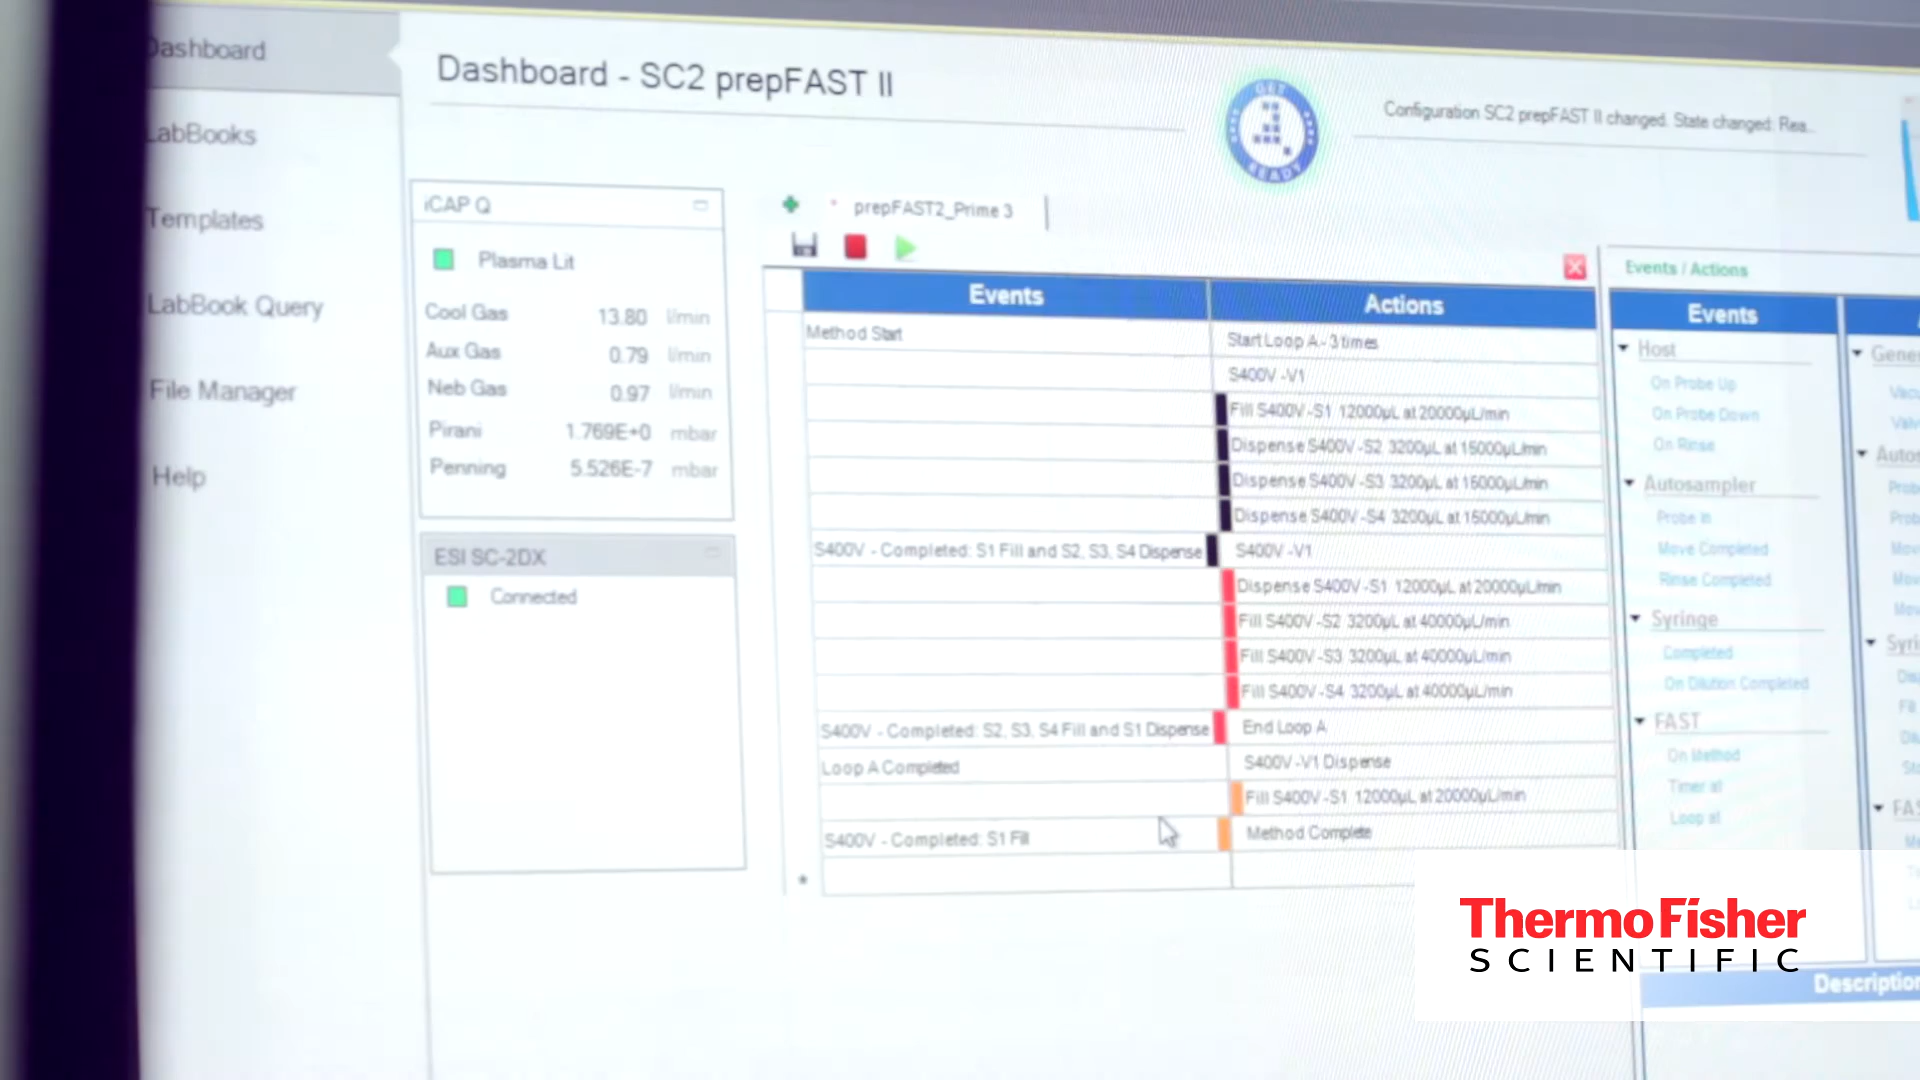 Dashboard
LabBooks
Templates
LabBook Query
File Manager
Help
Dashboard - SC2 prepFAST II
GET
READY
Configuration SC2 prepFAST II changed. State changed: Rea...
iCAP Q
Plasma Lit
Cool Gas 13.80 l/min
Aux Gas 0.79 l/min
Neb Gas 0.97 l/min
Pirani 1.769E+0 mbar
Penning 5.526E-7 mbar
ESI SC-2DX
Connected
* prepFAST2_Prime 3
Events Actions
Method Start Start Loop A - 3 times
S400V - V1
Fill S400V - S1 12000µL at 20000µL/min
Dispense S400V - S2 3200µL at 15000µL/min
Dispense S400V - S3 3200µL at 15000µL/min
Dispense S400V - S4 3200µL at 15000µL/min
S400V - Completed: S1 Fill and S2, S3, S4 Dispense S400V - V1
Dispense S400V - S1 12000µL at 20000µL/min
Fill S400V - S2 3200µL at 40000µL/min
Fill S400V - S3 3200µL at 40000µL/min
Fill S400V - S4 3200µL at 40000µL/min
S400V - Completed: S2, S3, S4 Fill and S1 Dispense End Loop A
Loop A Completed S400V - V1 Dispense
Fill S400V - S1 12000µL at 20000µL/min
S400V - Completed: S1 Fill Method Complete
*
Events / Actions
Events
Host
On Probe Up
On Probe Down
On Rinse
Autosampler
Probe in
Move Completed
Rinse Completed
Syringe
Completed
On Dilution Completed
FAST
On Method
Timer at
Loop at
Gene
Autos
Syri
FAS
Description
ThermoFisher
SCIENTIFIC